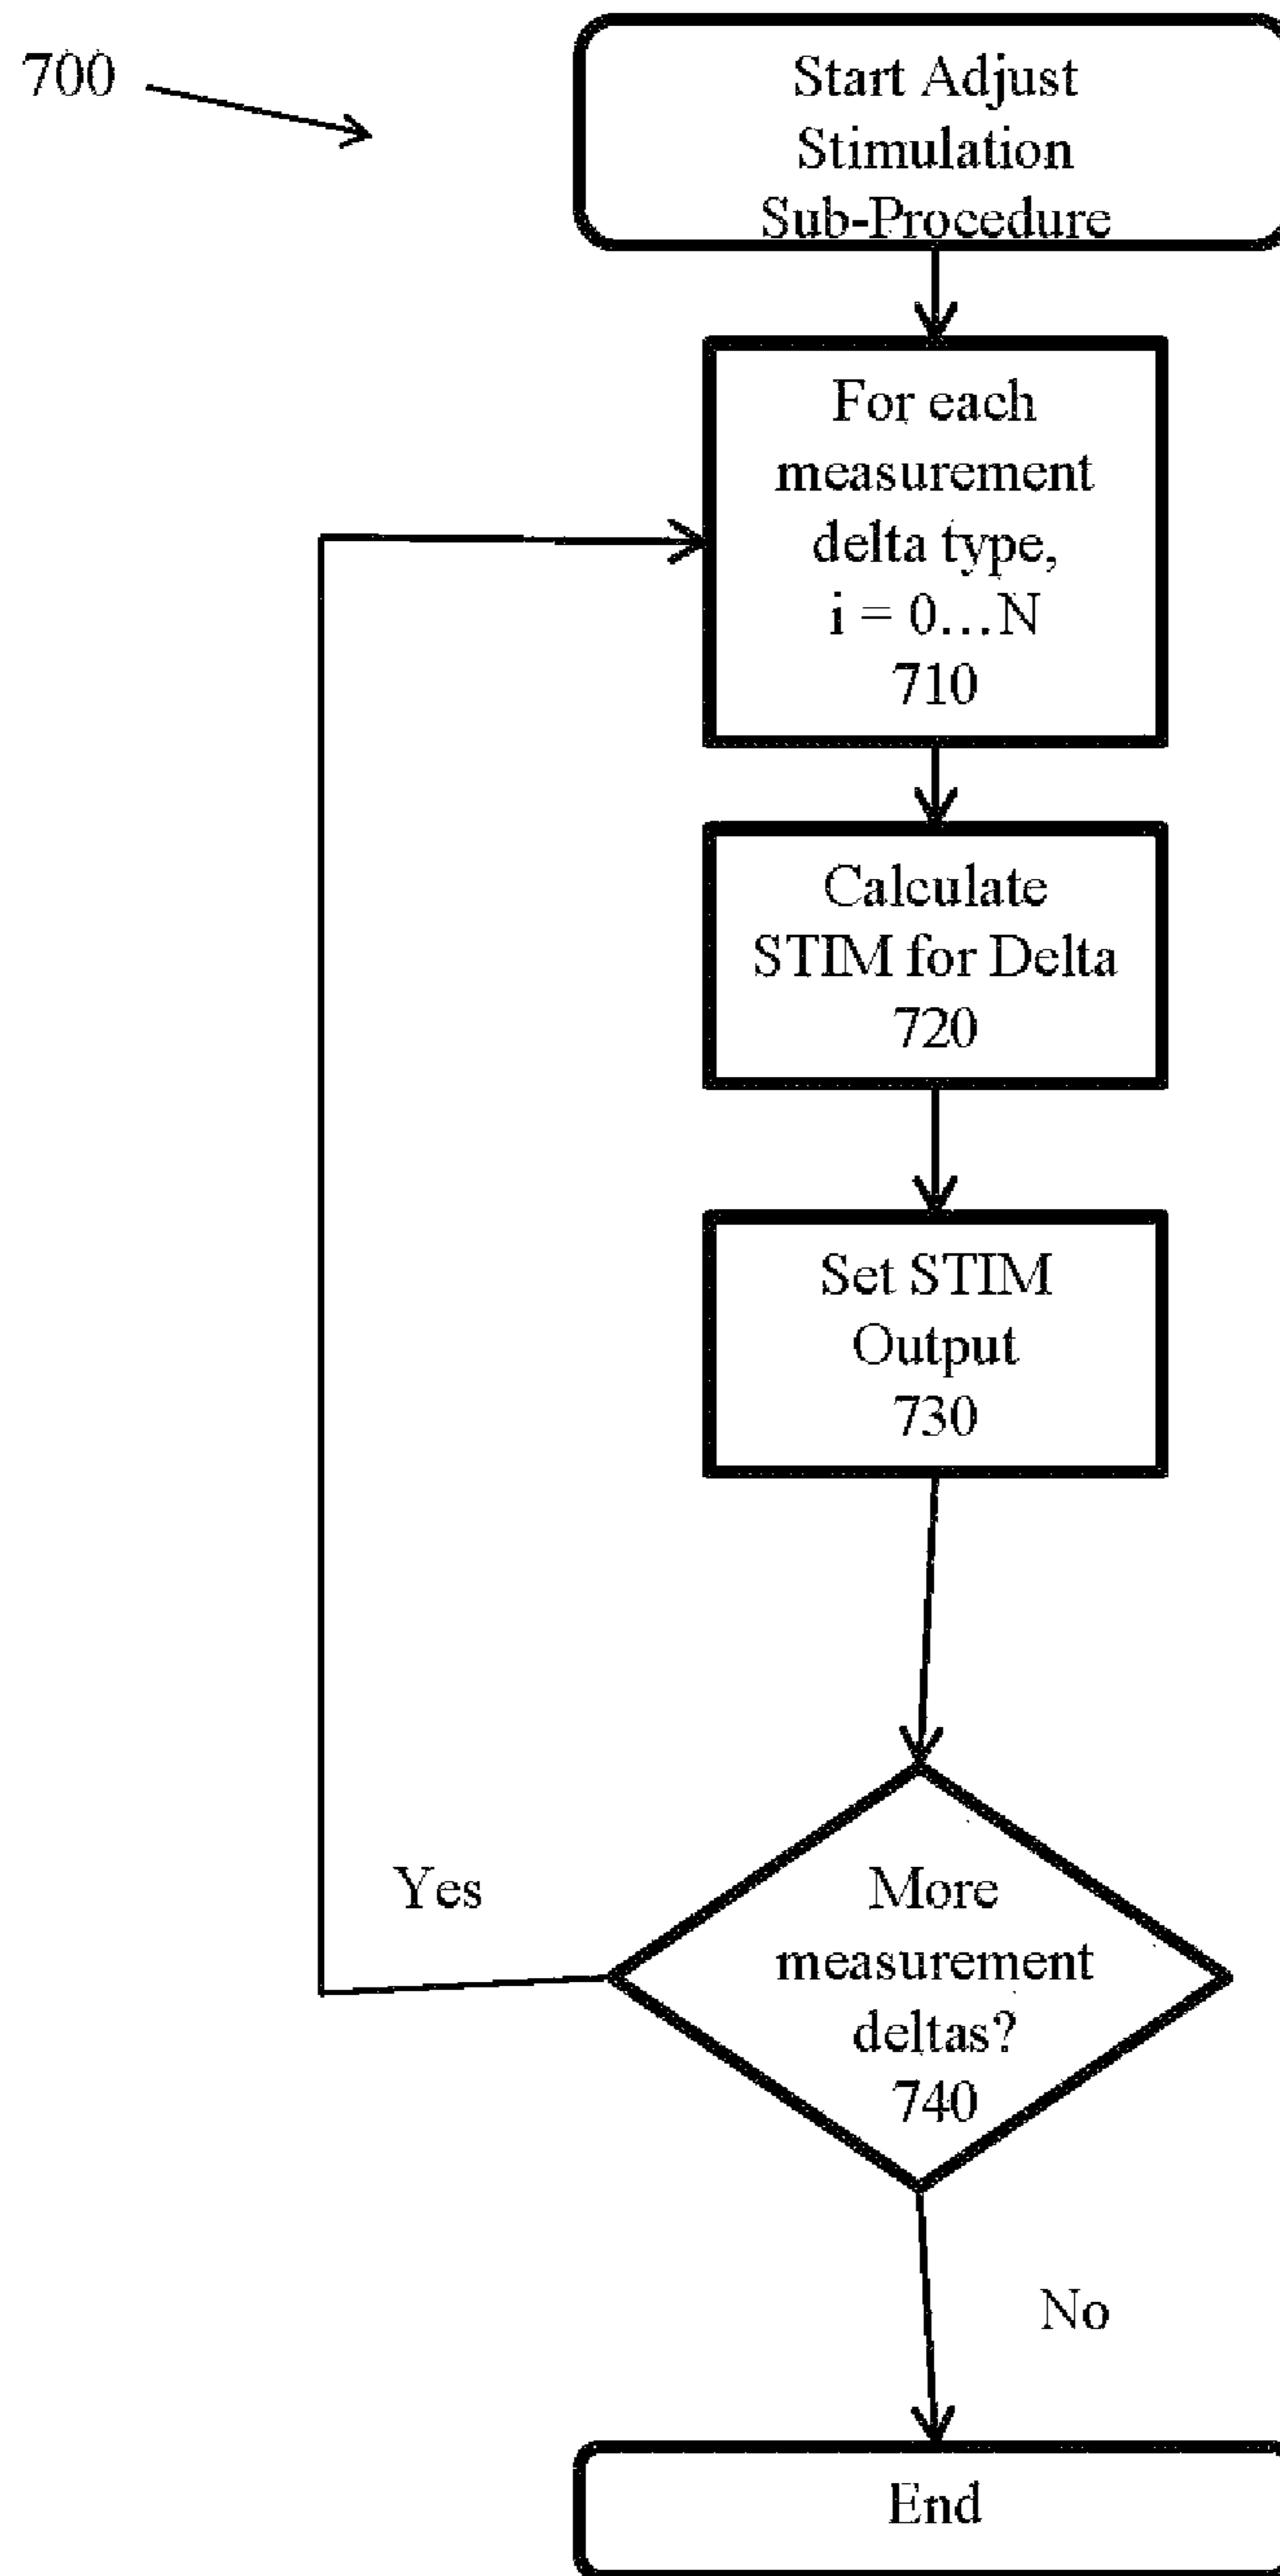 700
Start Adjust
Stimulation
Sub-Procedure
For each
measurement
delta type,
i = 0...N
710
Calculate
STIM for Delta
720
Set STIM
Output
730
Yes
More
measurement
deltas?
740
No
End